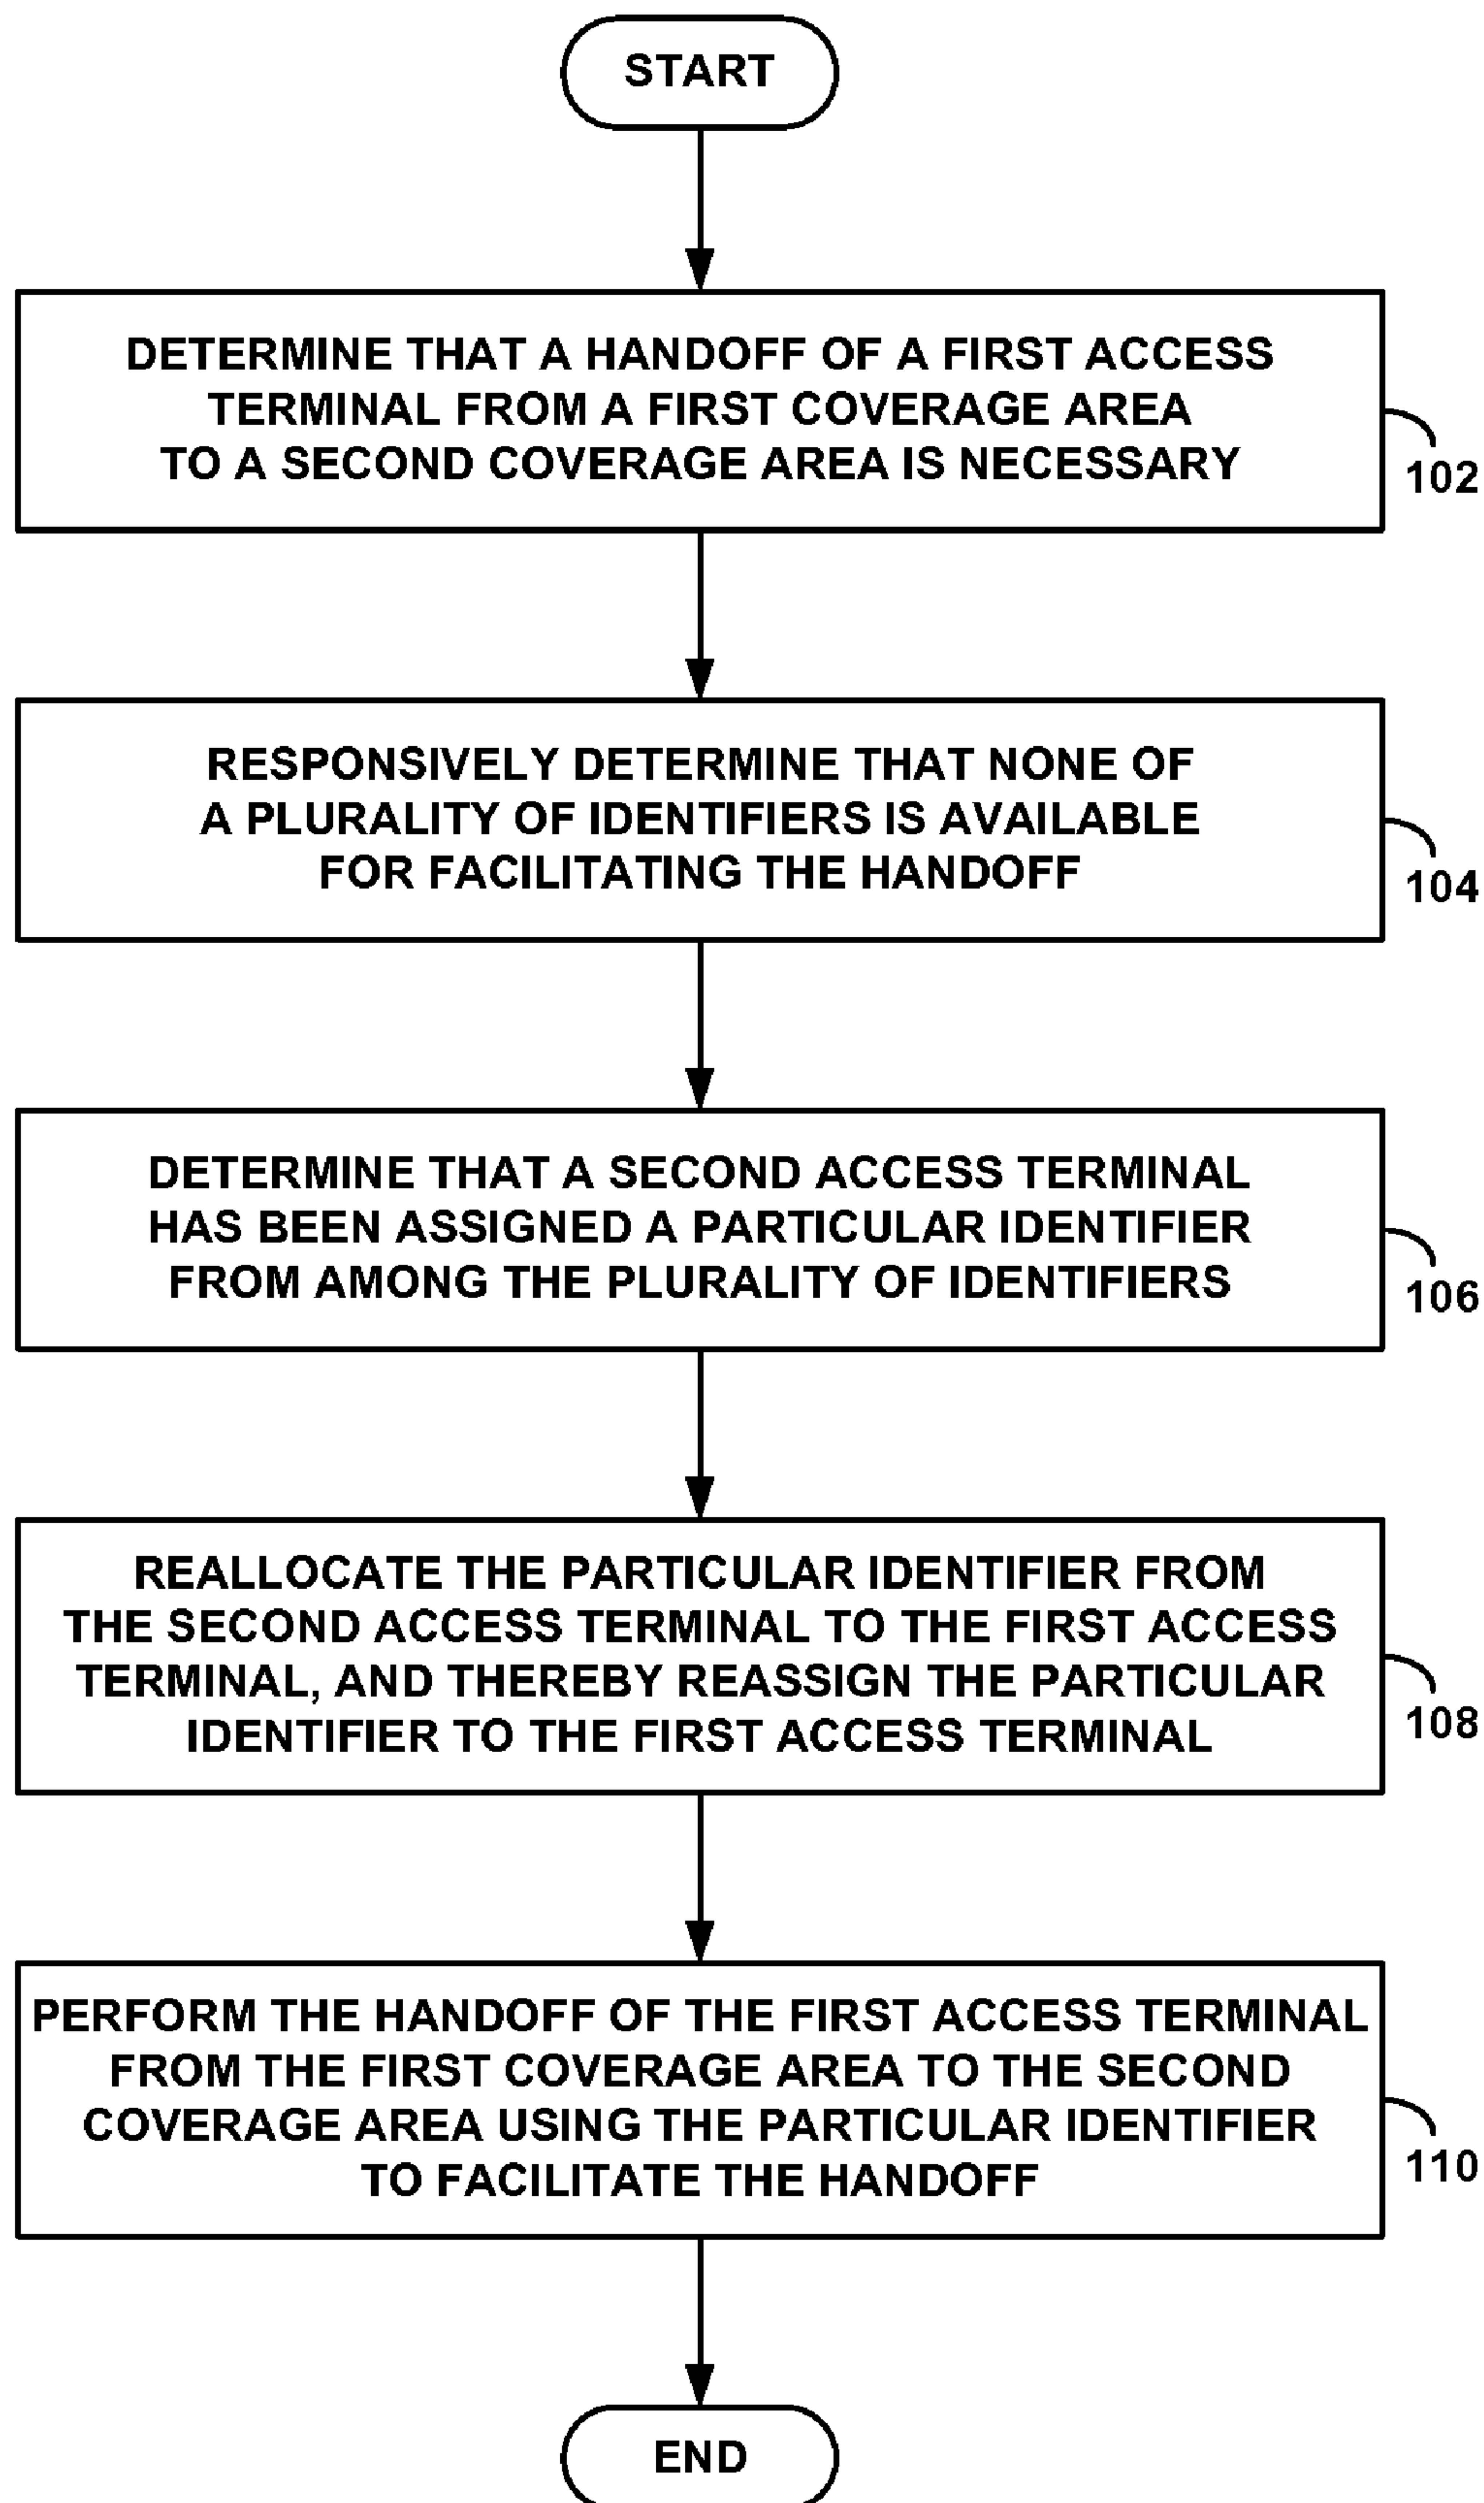 START
DETERMINE THAT A HANDOFF OF A FIRST ACCESS
TERMINAL FROM A FIRST COVERAGE AREA
TO A SECOND COVERAGE AREA IS NECESSARY
102
RESPONSIVELY DETERMINE THAT NONE OF
A PLURALITY OF IDENTIFIERS IS AVAILABLE
FOR FACILITATING THE HANDOFF
104
DETERMINE THAT A SECOND ACCESS TERMINAL
HAS BEEN ASSIGNED A PARTICULAR IDENTIFIER
FROM AMONG THE PLURALITY OF IDENTIFIERS
106
REALLOCATE THE PARTICULAR IDENTIFIER FROM
THE SECOND ACCESS TERMINAL TO THE FIRST ACCESS
TERMINAL, AND THEREBY REASSIGN THE PARTICULAR
IDENTIFIER TO THE FIRST ACCESS TERMINAL
108
PERFORM THE HANDOFF OF THE FIRST ACCESS TERMINAL
FROM THE FIRST COVERAGE AREA TO THE SECOND
COVERAGE AREA USING THE PARTICULAR IDENTIFIER
TO FACILITATE THE HANDOFF
110
END